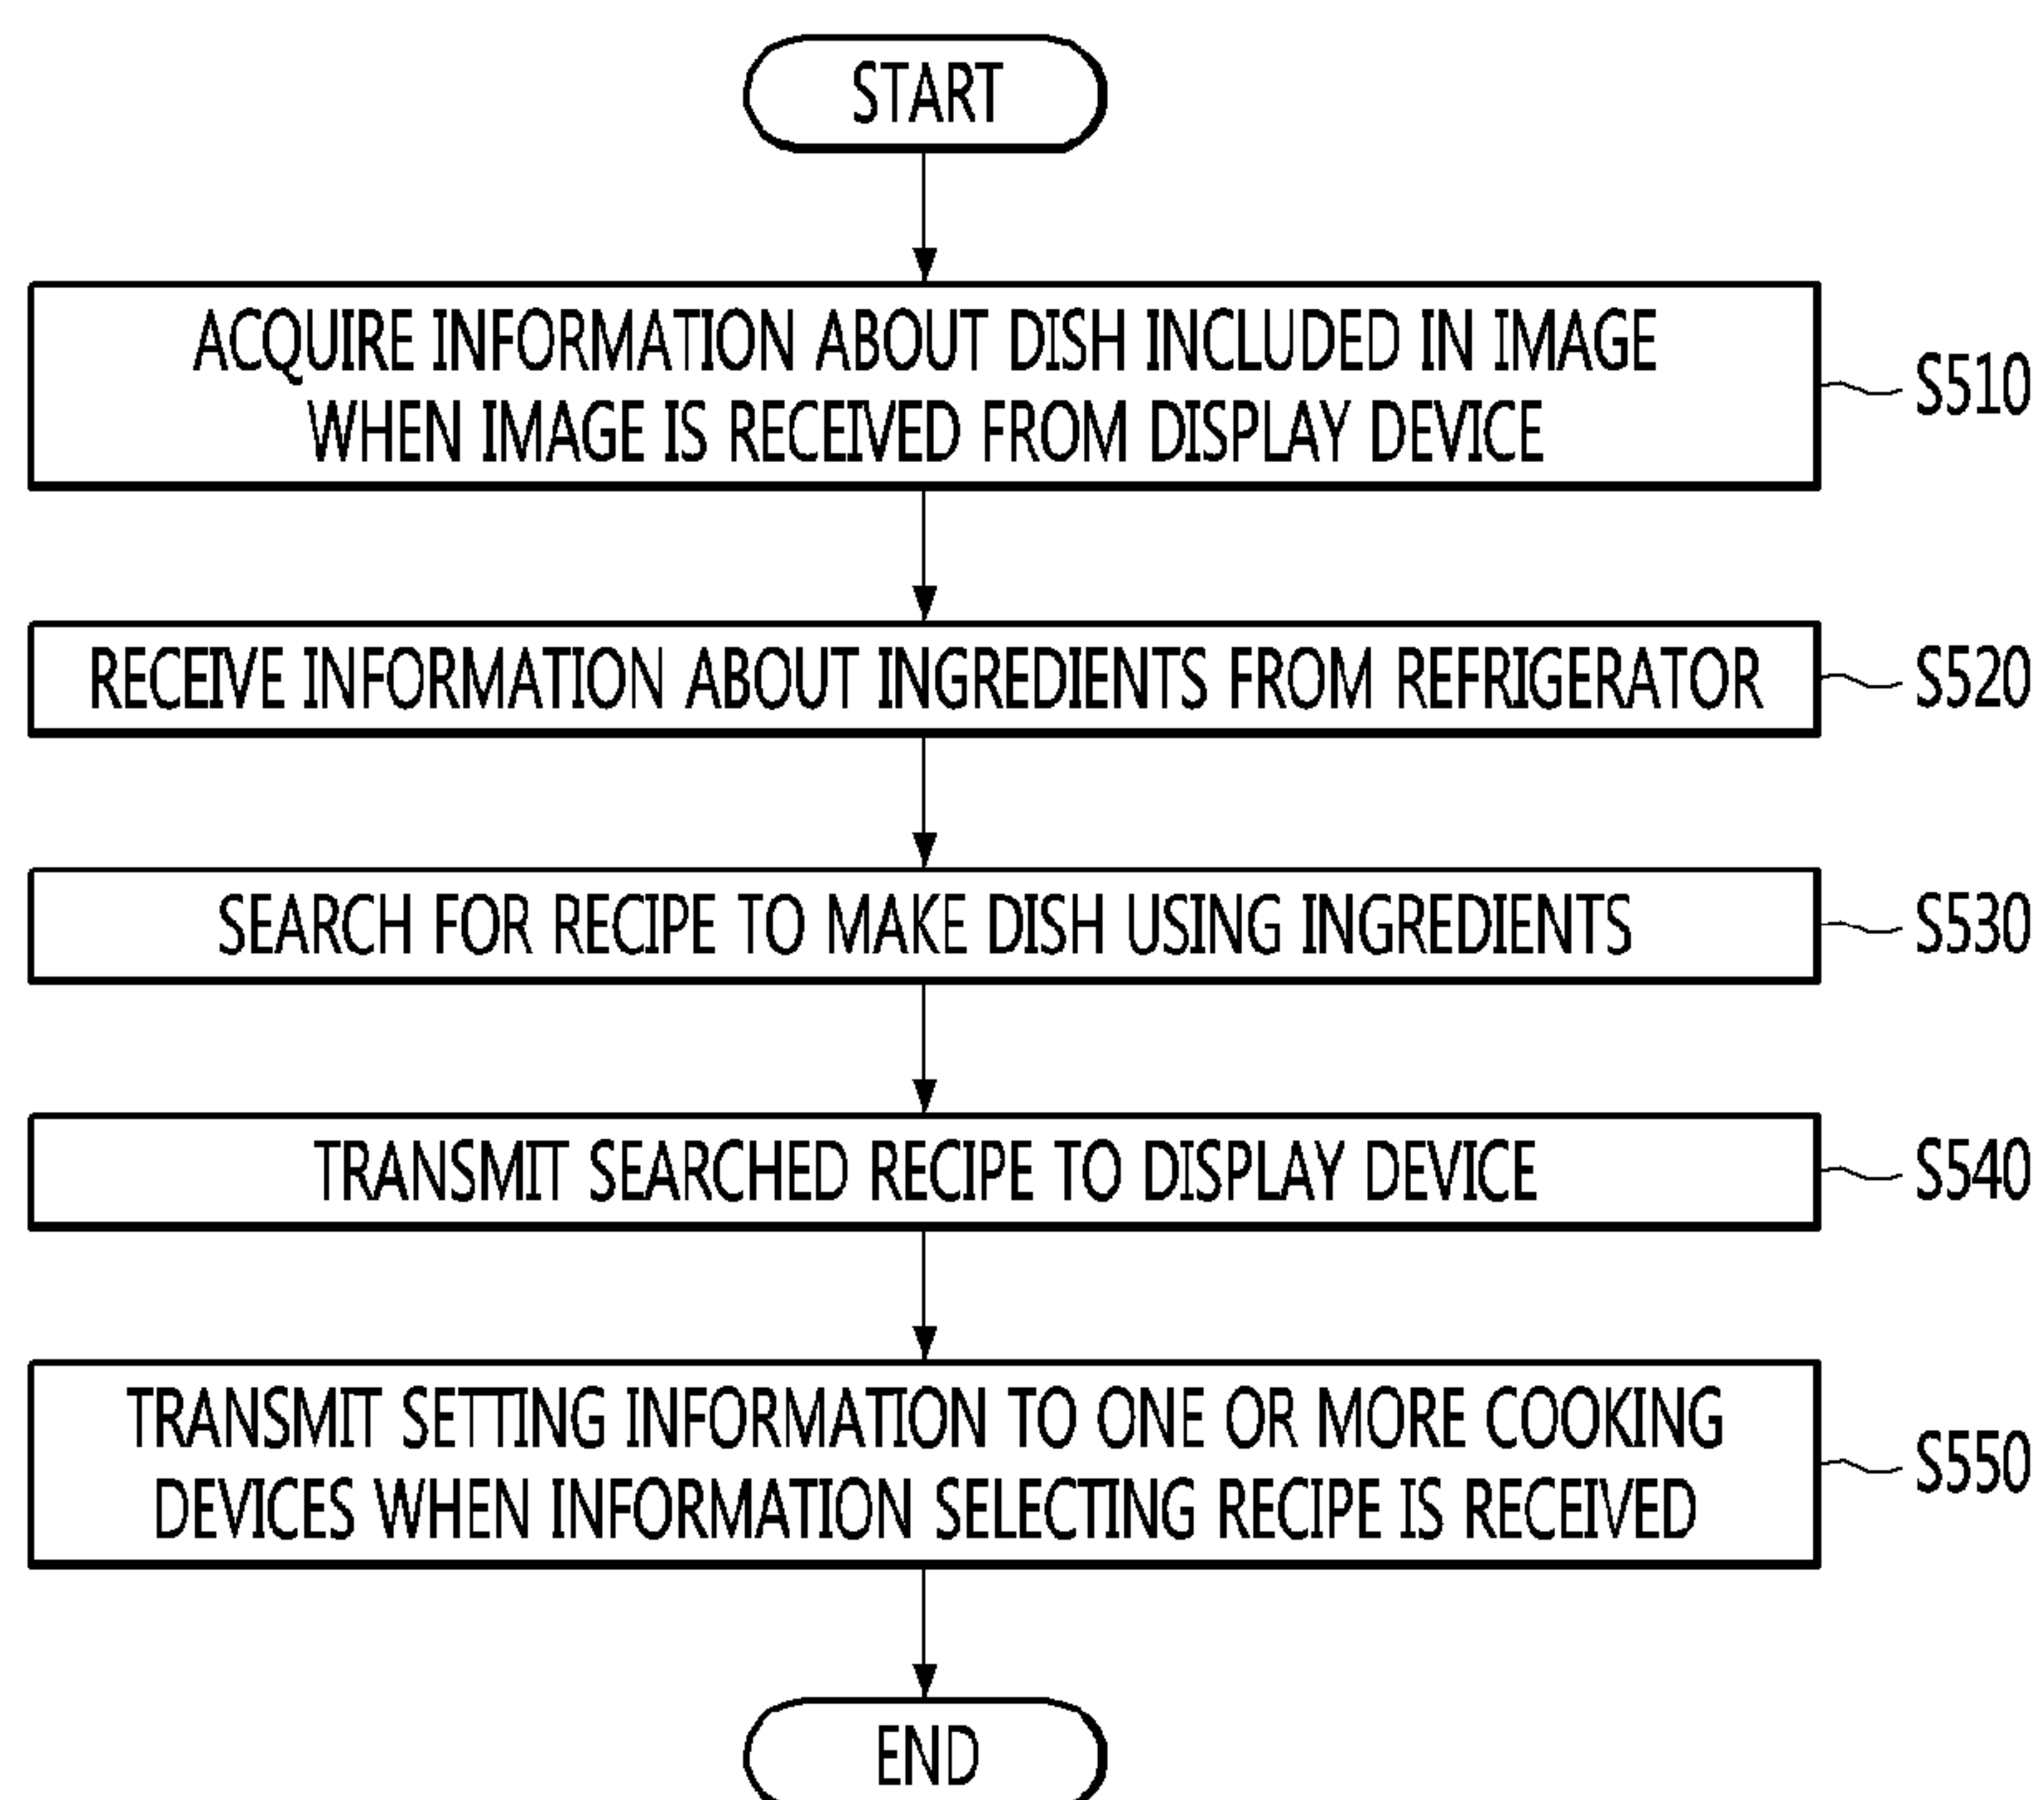 START
ACQUIRE INFORMATION ABOUT DISH INCLUDED IN IMAGE
WHEN IMAGE IS RECEIVED FROM DISPLAY DEVICE
S510
RECEIVE INFORMATION ABOUT INGREDIENTS FROM REFRIGERATOR
S520
SEARCH FOR RECIPE TO MAKE DISH USING INGREDIENTS
S530
TRANSMIT SEARCHED RECIPE TO DISPLAY DEVICE
S540
TRANSMIT SETTING INFORMATION TO ONE OR MORE COOKING
DEVICES WHEN INFORMATION SELECTING RECIPE IS RECEIVED
S550
END